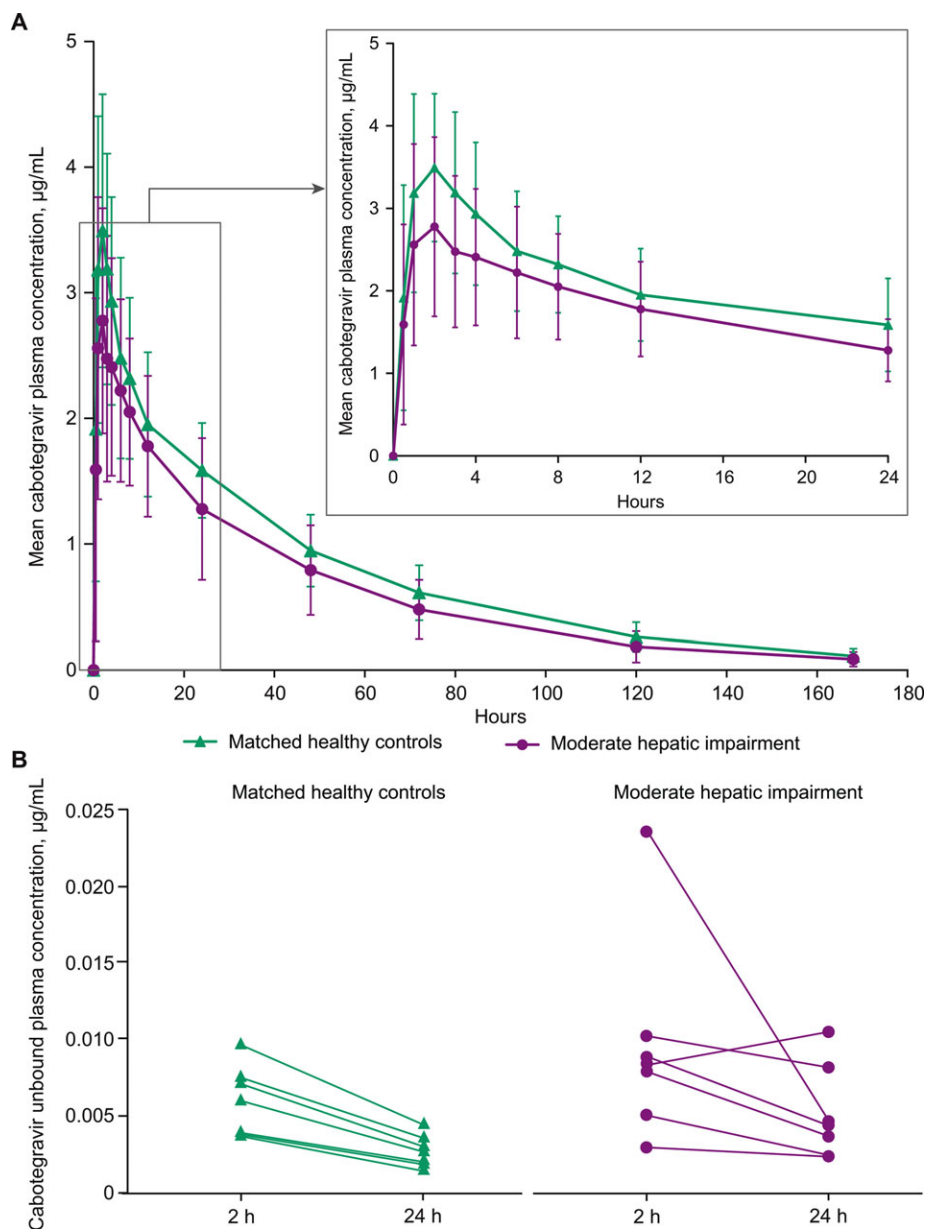 A
Mean cabotegravir plasma concentration, µg/mL
5
4
3
2
1
0
0 20 40 60 80 100 120 140 160 180
Hours
Mean cabotegravir plasma concentration, µg/mL
5
4
3
2
1
0
0 4 8 12 16 20 24
Hours
Matched healthy controls Moderate hepatic impairment
B
Cabotegravir unbound plasma concentration, µg/mL
Matched healthy controls Moderate hepatic impairment
0.025
0.020
0.015
0.010
0.005
0
2 h 24 h 2 h 24 h